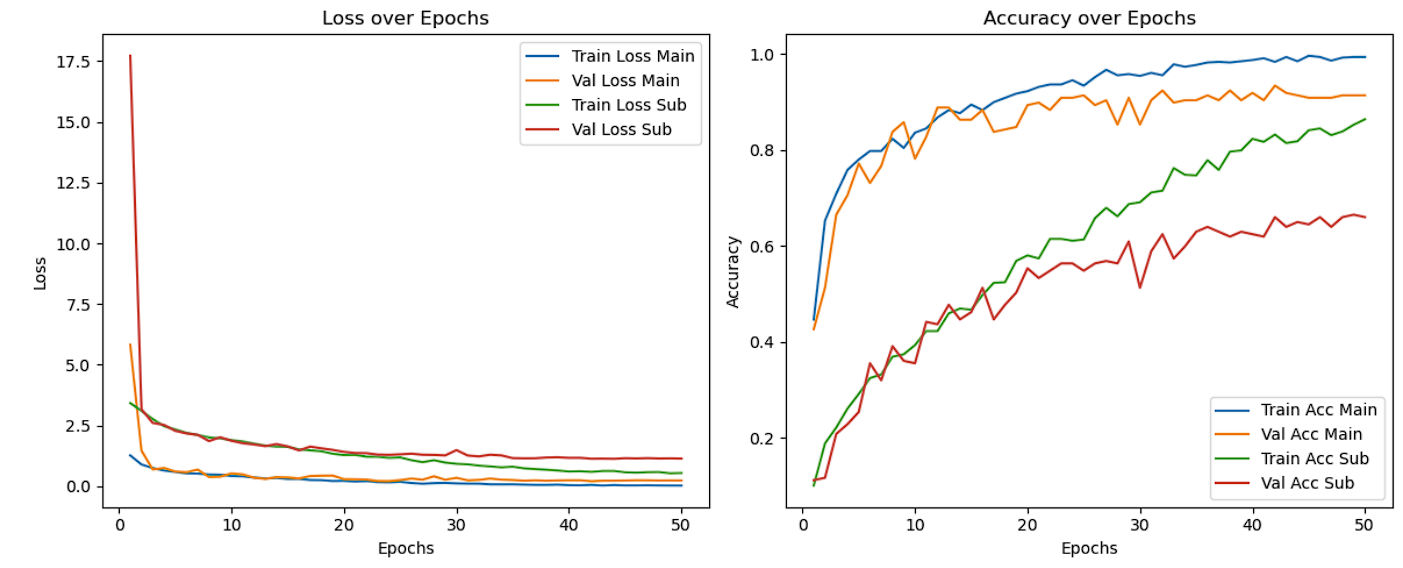 Loss over Epochs
Loss
17.5
15.0
12.5
10.0
7.5
5.0
2.5
0.0
Train Loss Main
Val Loss Main
Train Loss Sub
Val Loss Sub
0 10 20 30 40 50
Epochs
Accuracy over Epochs
Accuracy
1.0
0.8
0.6
0.4
0.2
Train Acc Main
Val Acc Main
Train Acc Sub
Val Acc Sub
0 10 20 30 40 50
Epochs